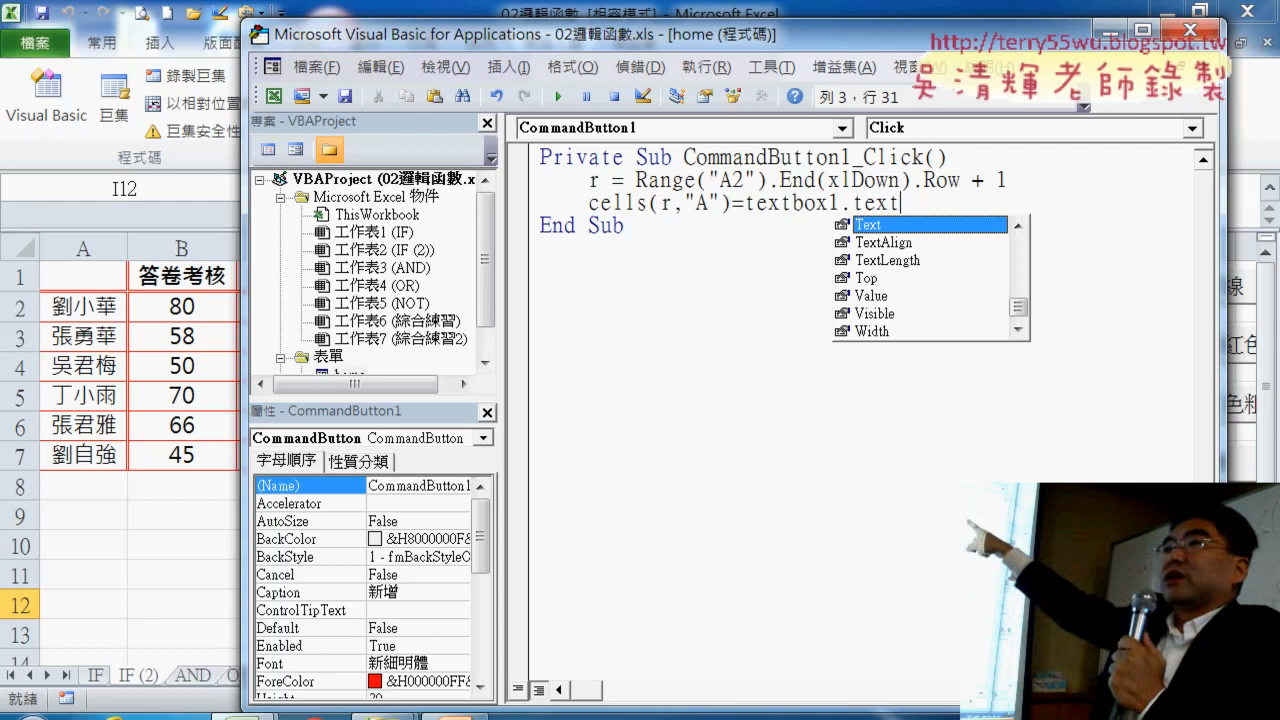 02邏輯函數 [相容模式] - Microsoft Excel
檔案 常用 插入 版面
Visual Basic 巨集
錄製巨集
以相對位置
巨集安全性
程式碼
I12
A B
1 答卷考核
2 劉小華 80
3 張勇華 58
4 吳君梅 50
5 丁小雨 70
6 張君雅 66
7 劉自強 45
8
9
10
11
12
13
14
線
紅色
色
IF IF (2) AND O
就緒
Microsoft Visual Basic for Applications - 02邏輯函數.xls - [home (程式碼)]
檔案(F) 編輯(E) 檢視(V) 插入(I) 格式(O) 偵錯(D) 執行(R) 工具(T) 增益集(A) 視窗
http://terry55wu.blogspot.tw
吳清輝老師錄製
列 3，行 31
專案 - VBAProject
VBAProject (02邏輯函數.x
Microsoft Excel 物件
ThisWorkbook
工作表1 (IF)
工作表2 (IF (2))
工作表3 (AND)
工作表4 (OR)
工作表5 (NOT)
工作表6 (綜合練習)
工作表7 (綜合練習2)
表單
屬性 - CommandButton1
CommandButton1 CommandButton
字母順序 性質分類
(Name) CommandButton1
Accelerator
AutoSize False
BackColor &H8000000F&
BackStyle 1 - fmBackStyleO
Cancel False
Caption 新增
ControlTipText
Default False
Enabled True
Font 新細明體
ForeColor &H000000FF&
Height
CommandButton1 Click
Private Sub CommandButton1_Click()
r = Range("A2").End(xlDown).Row + 1
cells(r,"A")=textbox1.text
End Sub
Text
TextAlign
TextLength
Top
Value
Visible
Width